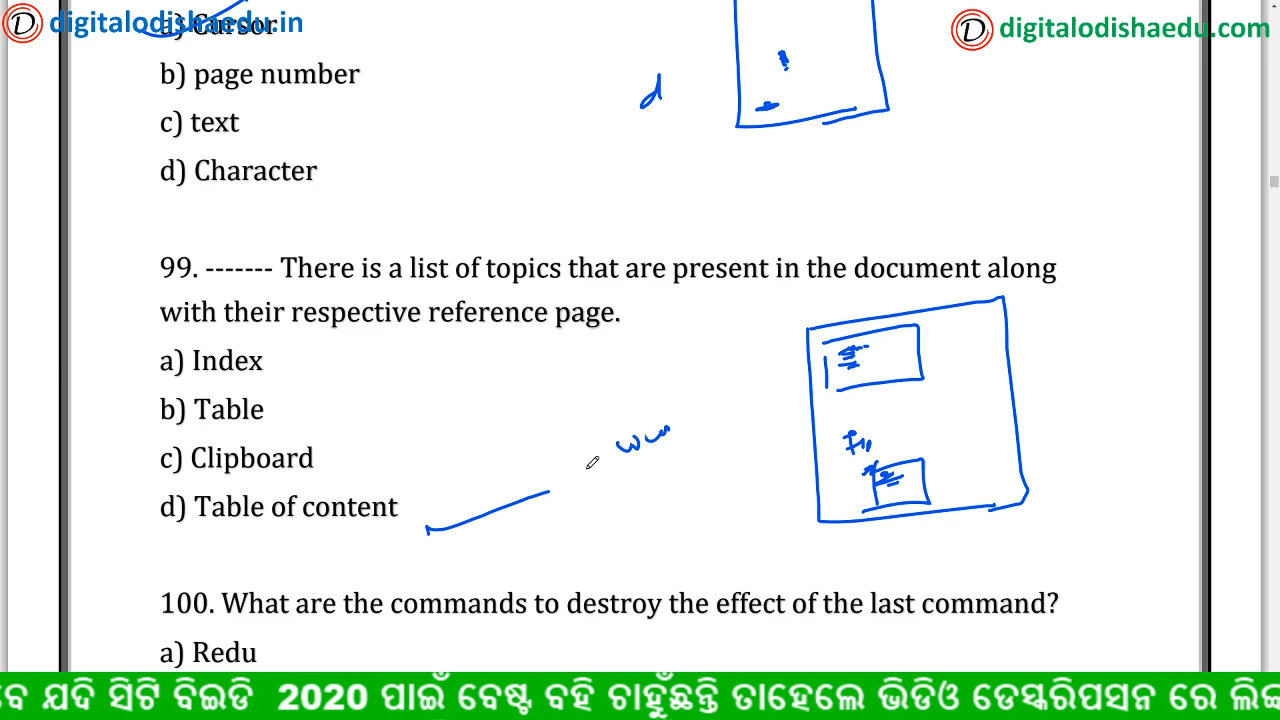 digitalodishaedu.in
digitalodishaedu.com
a) Cursor
b) page number
c) text
d) Character
d
99. ------- There is a list of topics that are present in the document along
with their respective reference page.
a) Index
b) Table
c) Clipboard
d) Table of content
100. What are the commands to destroy the effect of the last command?
a) Redu
ବେ ଯଦି ସିଟି ବିଇଡି 2020 ପାଇଁ ବେଷ୍ଟ ବହି ଚାହୁଁଛନ୍ତି ତାହେଲେ ଭିଡିଓ ଡେସ୍କରିପସନ ରେ ଲିଙ୍କ